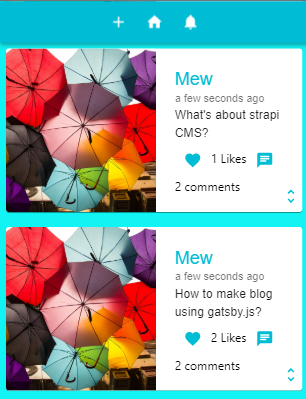 Mew
a few seconds ago
What's about strapi
CMS?
1 Likes
2 comments
Mew
a few seconds ago
How to make blog
using gatsby.js?
2 Likes
2 comments